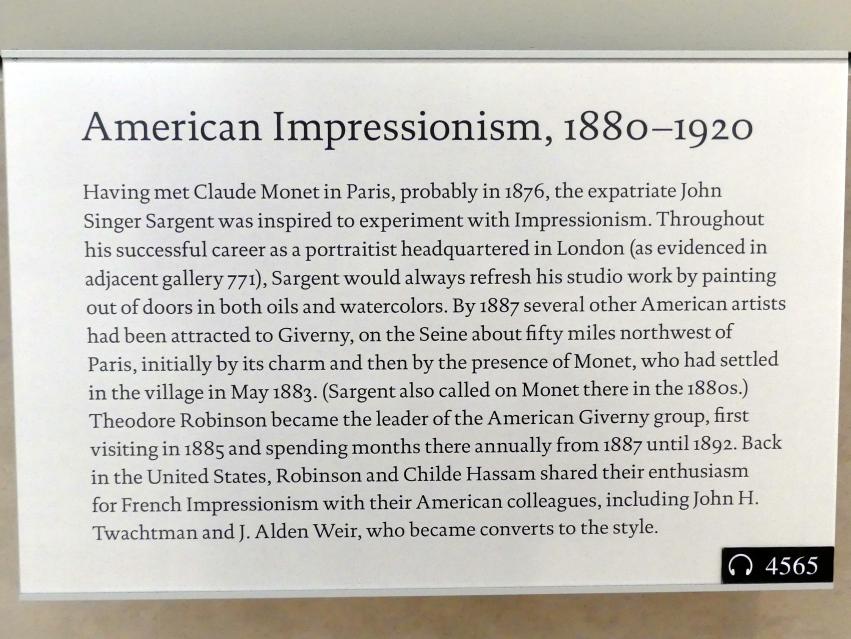 American Impressionism, 1880–1920
Having met Claude Monet in Paris, probably in 1876, the expatriate John
Singer Sargent was inspired to experiment with Impressionism. Throughout
his successful career as a portraitist headquartered in London (as evidenced in
adjacent gallery 771), Sargent would always refresh his studio work by painting
out of doors in both oils and watercolors. By 1887 several other American artists
had been attracted to Giverny, on the Seine about fifty miles northwest of
Paris, initially by its charm and then by the presence of Monet, who had settled
in the village in May 1883. (Sargent also called on Monet there in the 1880s.)
Theodore Robinson became the leader of the American Giverny group, first
visiting in 1885 and spending months there annually from 1887 until 1892. Back
in the United States, Robinson and Childe Hassam shared their enthusiasm
for French Impressionism with their American colleagues, including John H.
Twachtman and J. Alden Weir, who became converts to the style.
4565